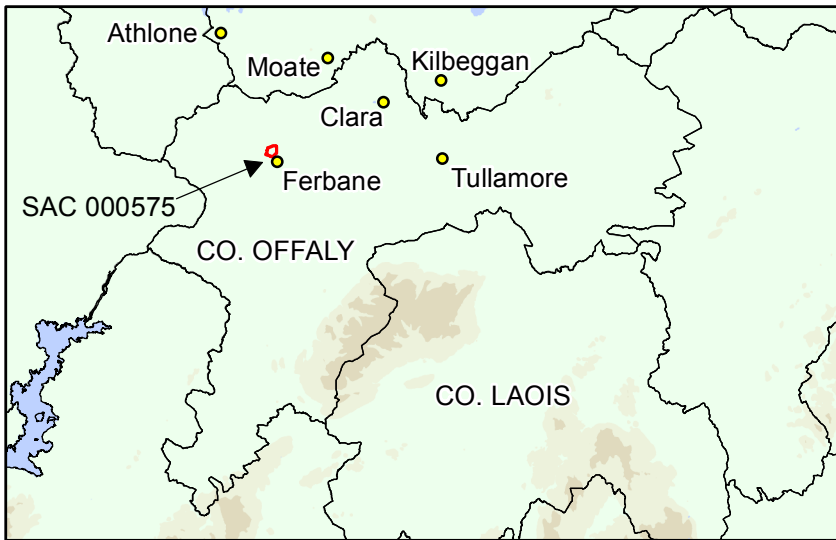 Athlone
Moate
Kilbeggan
Clara
Ferbane
Tullamore
SAC 000575
CO. OFFALY
CO. LAOIS